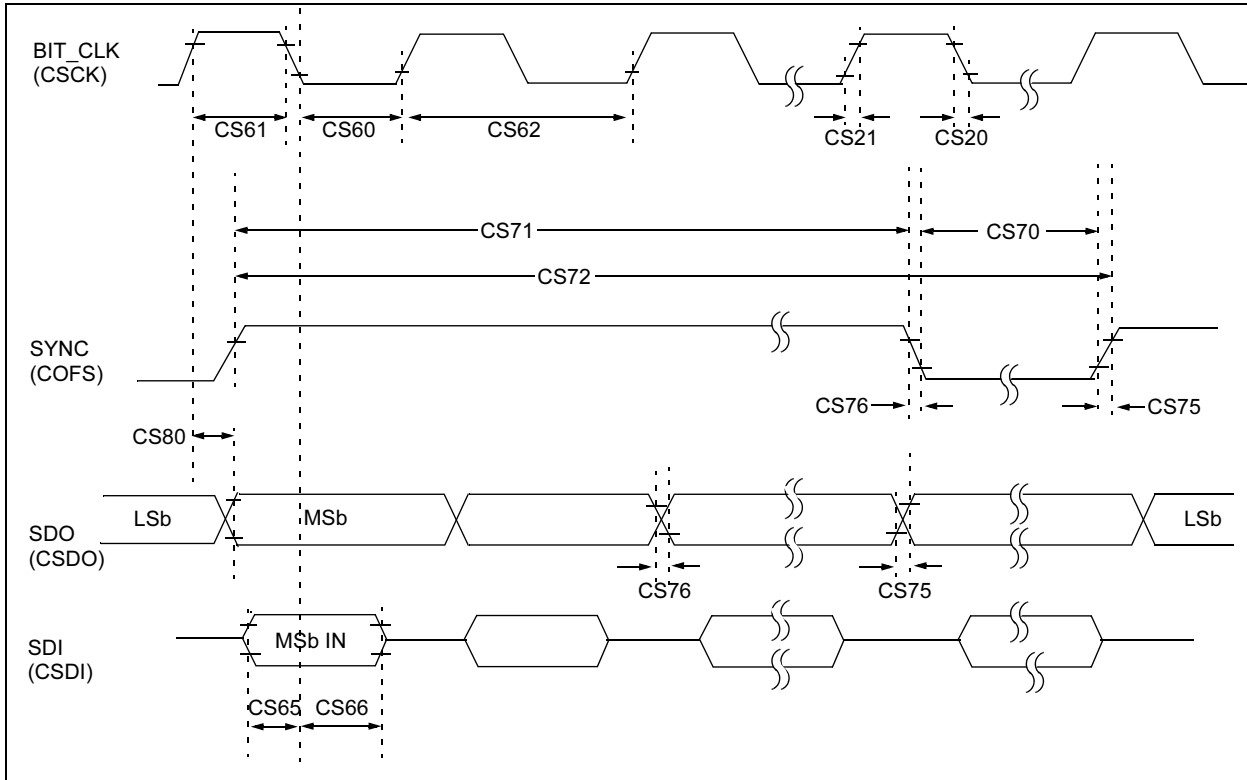 BIT_CLK
(CSCK)
CS61
CS60
CS62
CS21
CS20
CS71
CS70
CS72
SYNC
(COFS)
CS76
CS75
CS80
SDO
(CSDO)
LSb
MSb
LSb
CS76
CS75
SDI
(CSDI)
MSb IN
CS65
CS66